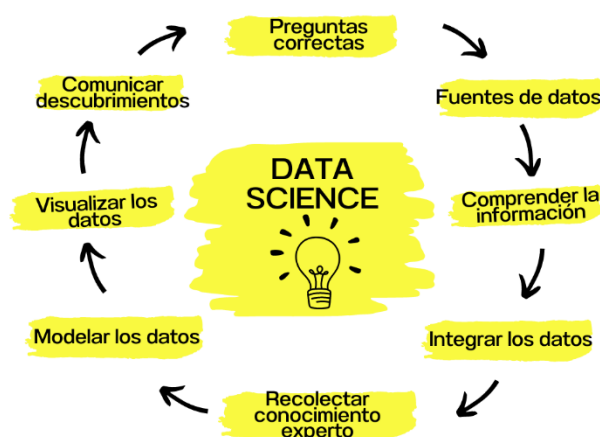 Preguntas
correctas
Fuentes de datos
Comprender la
información
Integrar los datos
Recolectar
conocimiento
experto
Modelar los datos
Visualizar los
datos
Comunicar
descubrimientos
DATA
SCIENCE